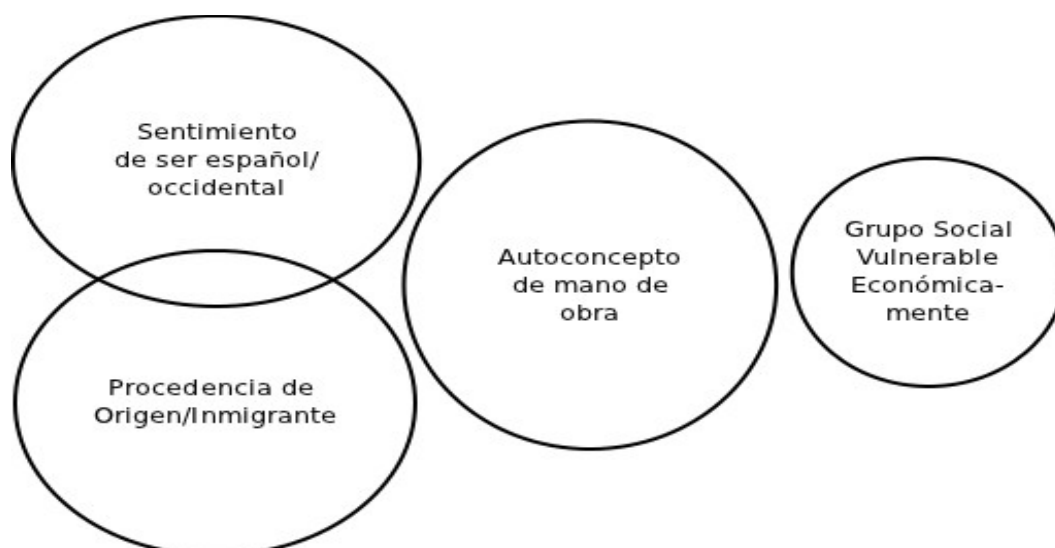 Sentimiento
de ser español/
occidental
Procedencia de
Origen/Inmigrante
Autoconcepto
de mano de
obra
Grupo Social
Vulnerable
Económica-
mente